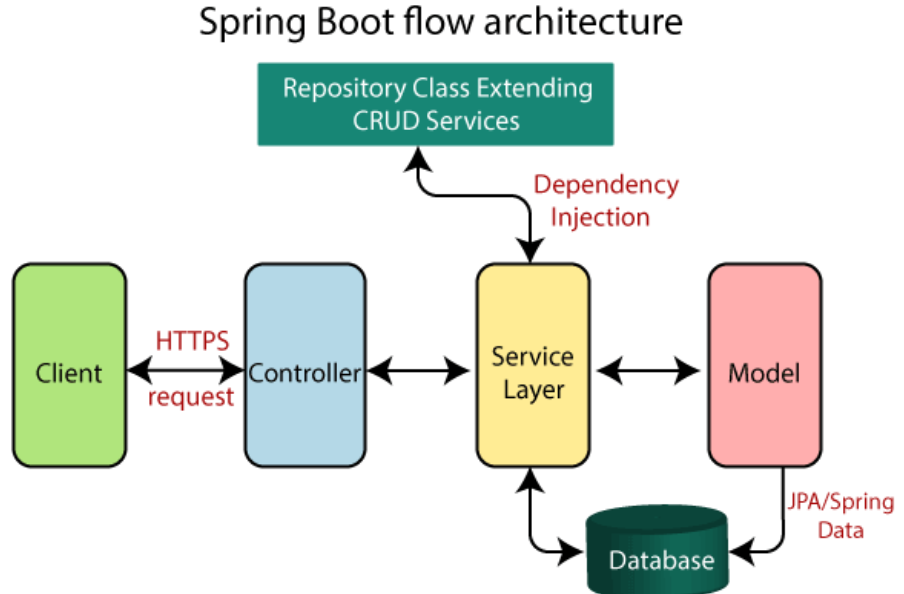 Spring Boot flow architecture
Repository Class Extending
CRUD Services
Dependency
Injection
HTTPS
request
Client
Controller
Service
Layer
Model
JPA/Spring
Data
Database